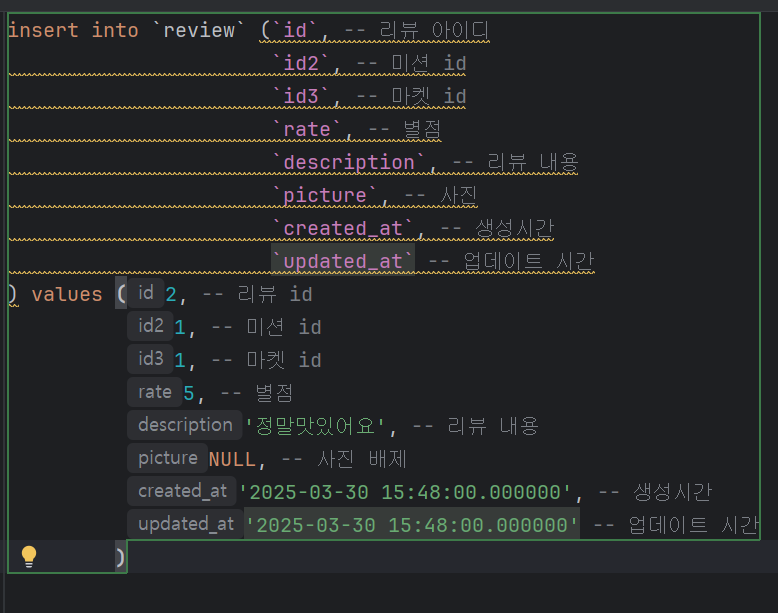 insert into `review` (`id`, -- 리뷰 아이디
`id2`, -- 미션 id
`id3`, -- 마켓 id
`rate`, -- 별점
`description`, -- 리뷰 내용
`picture`, -- 사진
`created_at`, -- 생성시간
`updated_at` -- 업데이트 시간
) values ( id 2, -- 리뷰 id
id2 1, -- 미션 id
id3 1, -- 마켓 id
rate 5, -- 별점
description '정말맛있어요', -- 리뷰 내용
picture NULL, -- 사진 배제
created_at '2025-03-30 15:48:00.000000', -- 생성시간
updated_at '2025-03-30 15:48:00.000000' -- 업데이트 시간
)